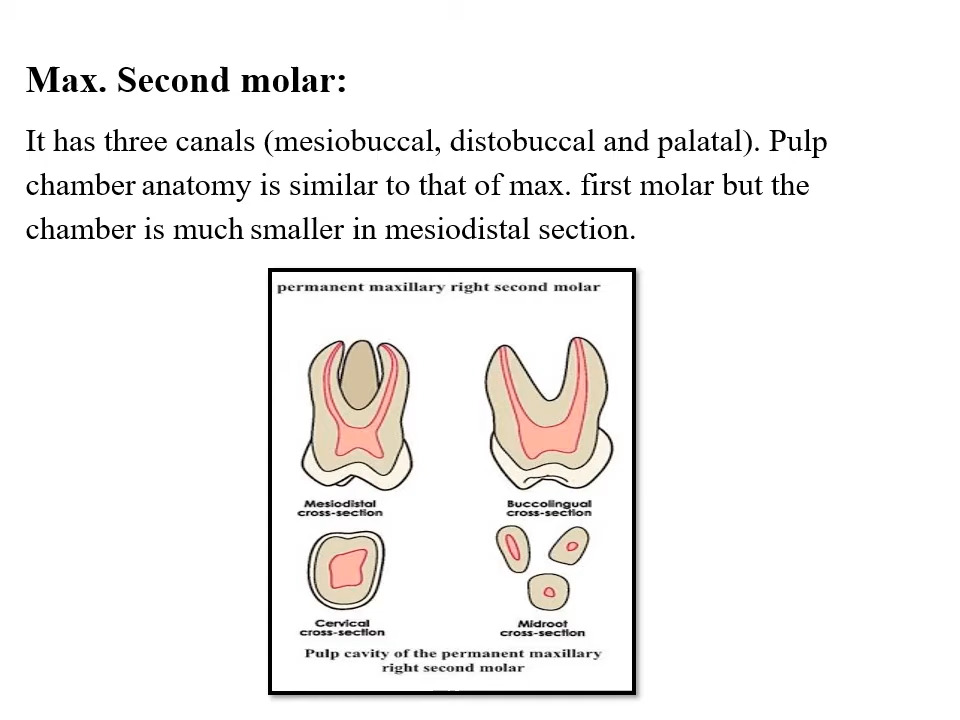 Max. Second molar:
It has three canals (mesiobuccal, distobuccal and palatal). Pulp
chamber anatomy is similar to that of max. first molar but the
chamber is much smaller in mesiodistal section.
permanent maxillary right second molar
Mesiodistal
cross-section
Buccolingual
cross-section
Cervical
cross-section
Midroot
cross-section
Pulp cavity of the permanent maxillary
right second molar